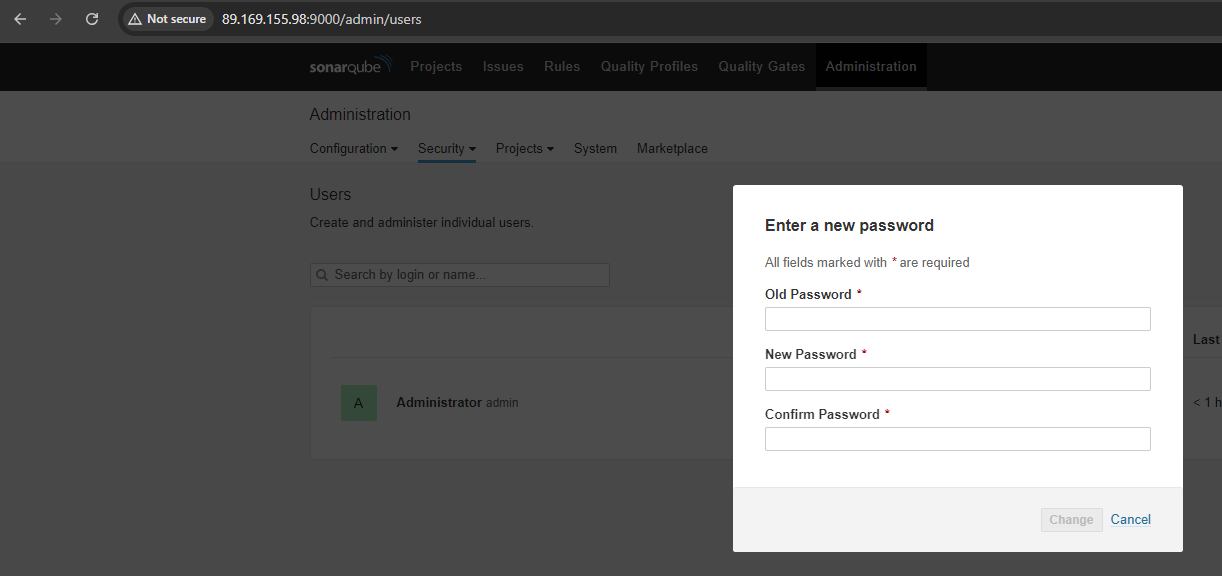 Not secure 89.169.155.98:9000/admin/users
sonarqube Projects Issues Rules Quality Profiles Quality Gates Administration
Administration
Configuration Security Projects System Marketplace
Users
Create and administer individual users.
Search by login or name...
Last
A Administrator admin
< 1 h
Enter a new password
All fields marked with * are required
Old Password *
New Password *
Confirm Password *
Change Cancel